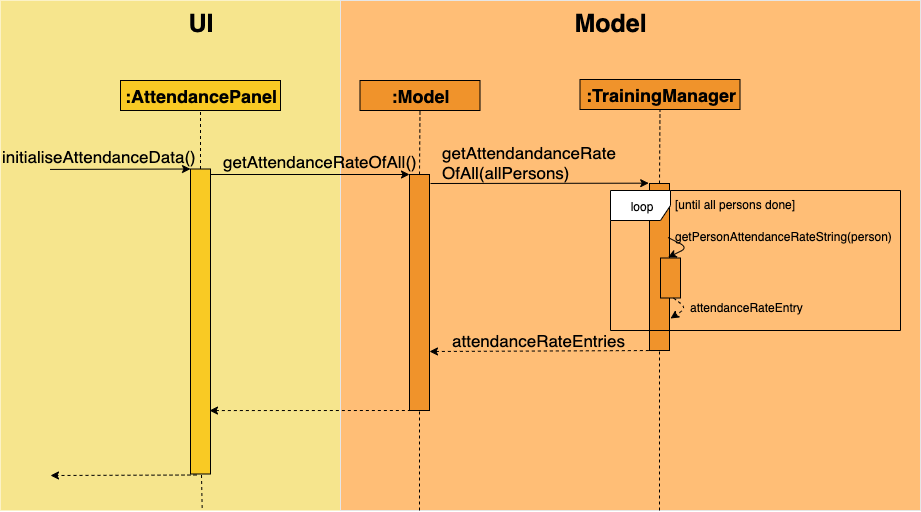 UI
Model
:AttendancePanel
:Model
:TrainingManager
initialiseAttendanceData()
getAttendanceRateOfAll()
getAttendandanceRate
OfAll(allPersons)
loop
[until all persons done]
getPersonAttendanceRateString(person)
attendanceRateEntry
attendanceRateEntries